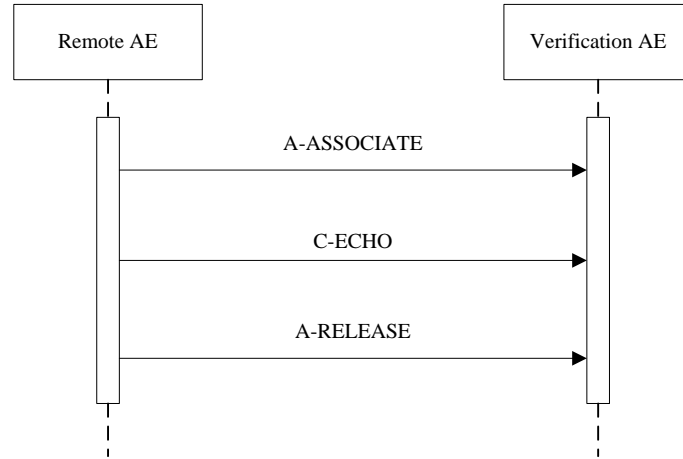 Remote AE
Verification AE
A-ASSOCIATE
C-ECHO
A-RELEASE